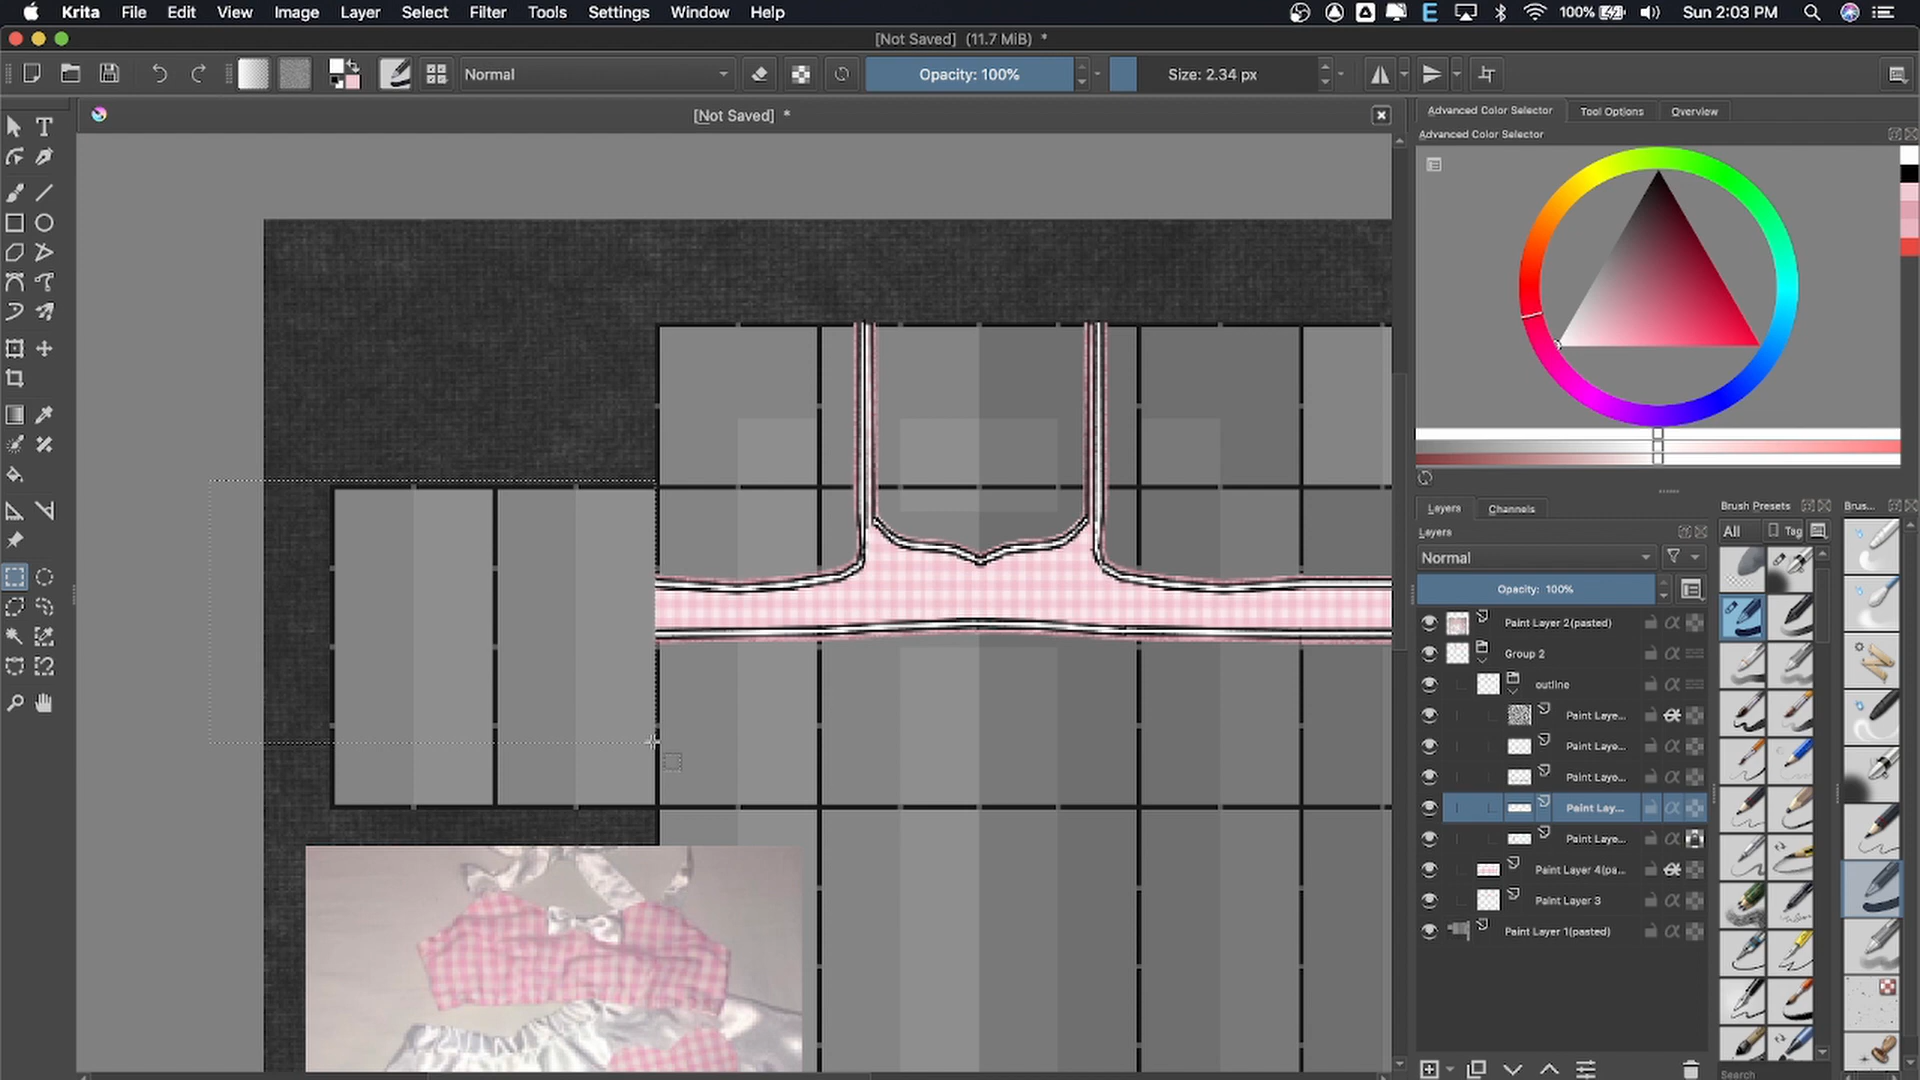 Krita File Edit View Image Layer Select Filter Tools Settings Window Help 100% Sun 2:03 PM
[Not Saved] (11.7 MiB) *
Normal Opacity: 100% Size: 2.34 px
[Not Saved] *
Advanced Color Selector Tool Options Overview
Advanced Color Selector
Layers Channels
Brush Presets
Brus...
Layers
All Tag
Normal
Opacity: 100%
Paint Layer 2(pasted)
Group 2
outline
Paint Laye...
Paint Laye...
Paint Laye...
Paint Lay...
Paint Laye...
Paint Layer 4(pa...
Paint Layer 3
Paint Layer 1(pasted)
Search